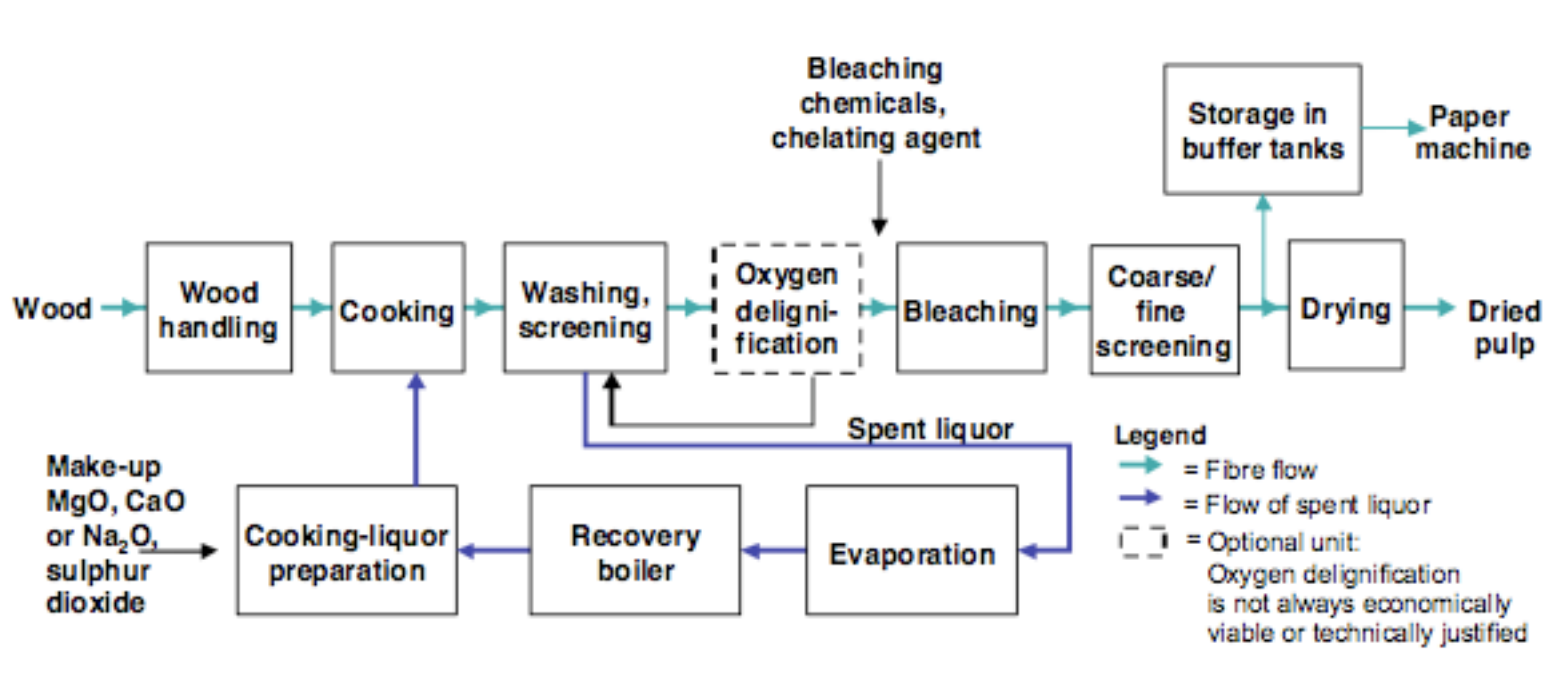 Bleaching
chemicals,
chelating agent
Storage in
buffer tanks
Paper
machine
Wood
Wood
handling
Cooking
Washing,
screening
Oxygen
deligni-
fication
Bleaching
Coarse/
fine
screening
Drying
Dried
pulp
Spent liquor
Make-up
MgO, CaO
or Na₂O,
sulphur
dioxide
Cooking-liquor
preparation
Recovery
boiler
Evaporation
Legend
= Fibre flow
= Flow of spent liquor
= Optional unit:
Oxygen delignification
is not always economically
viable or technically justified